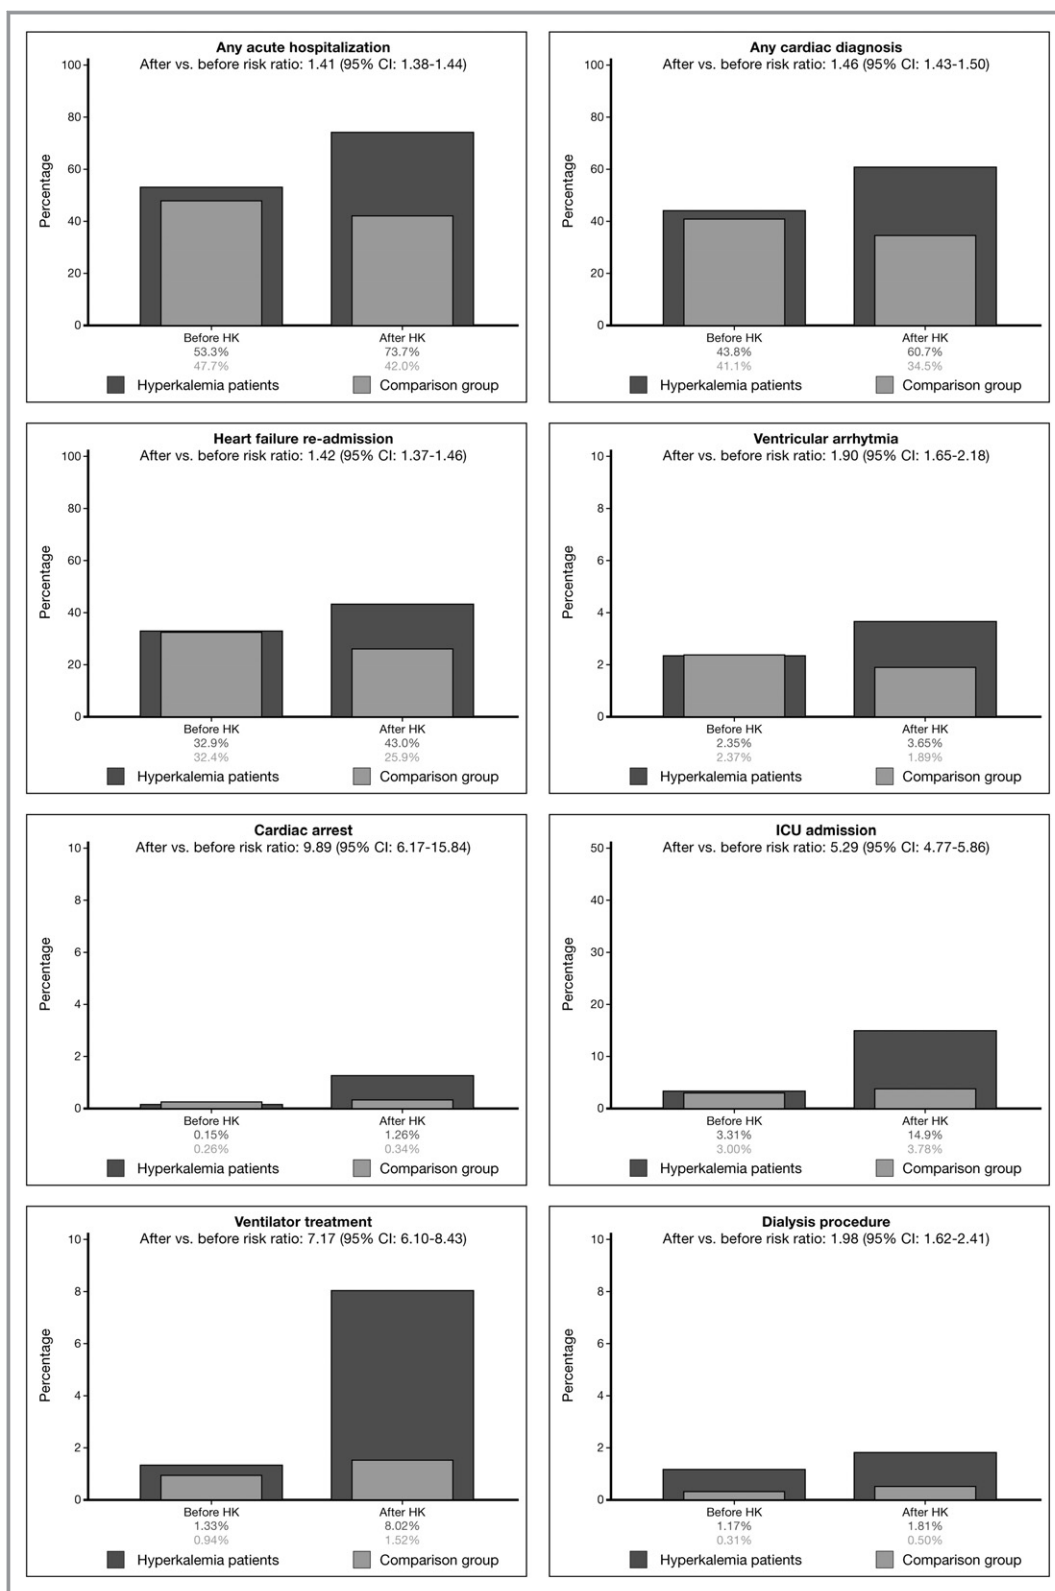 Any acute hospitalization
After vs. before risk ratio: 1.41 (95% CI: 1.38-1.44)
100
80
60
40
20
0
Percentage
Before HK
After HK
53.3%
73.7%
47.7%
42.0%
Hyperkalemia patients
Comparison group
Any cardiac diagnosis
After vs. before risk ratio: 1.46 (95% CI: 1.43-1.50)
100
80
60
40
20
0
Percentage
Before HK
After HK
43.8%
60.7%
41.1%
34.5%
Hyperkalemia patients
Comparison group
Heart failure re-admission
After vs. before risk ratio: 1.42 (95% CI: 1.37-1.46)
100
80
60
40
20
0
Percentage
Before HK
After HK
32.9%
43.0%
32.4%
25.9%
Hyperkalemia patients
Comparison group
Ventricular arrhytmia
After vs. before risk ratio: 1.90 (95% CI: 1.65-2.18)
10
8
6
4
2
0
Percentage
Before HK
After HK
2.35%
3.65%
2.37%
1.89%
Hyperkalemia patients
Comparison group
Cardiac arrest
After vs. before risk ratio: 9.89 (95% CI: 6.17-15.84)
10
8
6
4
2
0
Percentage
Before HK
After HK
0.15%
1.26%
0.26%
0.34%
Hyperkalemia patients
Comparison group
ICU admission
After vs. before risk ratio: 5.29 (95% CI: 4.77-5.86)
50
40
30
20
10
0
Percentage
Before HK
After HK
3.31%
14.9%
3.00%
3.78%
Hyperkalemia patients
Comparison group
Ventilator treatment
After vs. before risk ratio: 7.17 (95% CI: 6.10-8.43)
10
8
6
4
2
0
Percentage
Before HK
After HK
1.33%
8.02%
0.94%
1.52%
Hyperkalemia patients
Comparison group
Dialysis procedure
After vs. before risk ratio: 1.98 (95% CI: 1.62-2.41)
10
8
6
4
2
0
Percentage
Before HK
After HK
1.17%
1.81%
0.31%
0.50%
Hyperkalemia patients
Comparison group